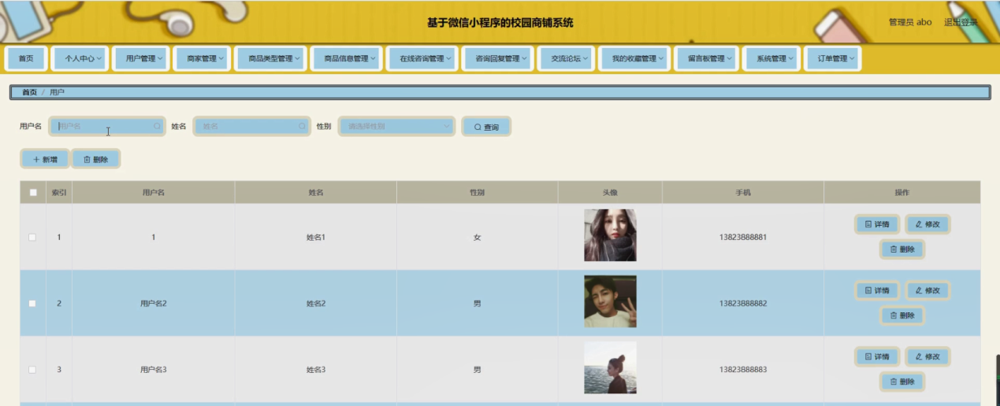 基于微信小程序的校园商铺系统
管理员 abo 退出登录
首页 个人中心 用户管理 商家管理 商品类型管理 商品信息管理 在线咨询管理 咨询回复管理 交流论坛 我的收藏管理 留言板管理 系统管理 订单管理
首页 / 用户
用户名 用户名 姓名 姓名 性别 请选择性别 查询
新增 删除
索引 用户名 姓名 性别 头像 手机 操作
1 1 姓名1 女 13823888881 详情 修改
删除
2 用户名2 姓名2 男 13823888882 详情 修改
删除
3 用户名3 姓名3 男 13823888883 详情 修改
删除